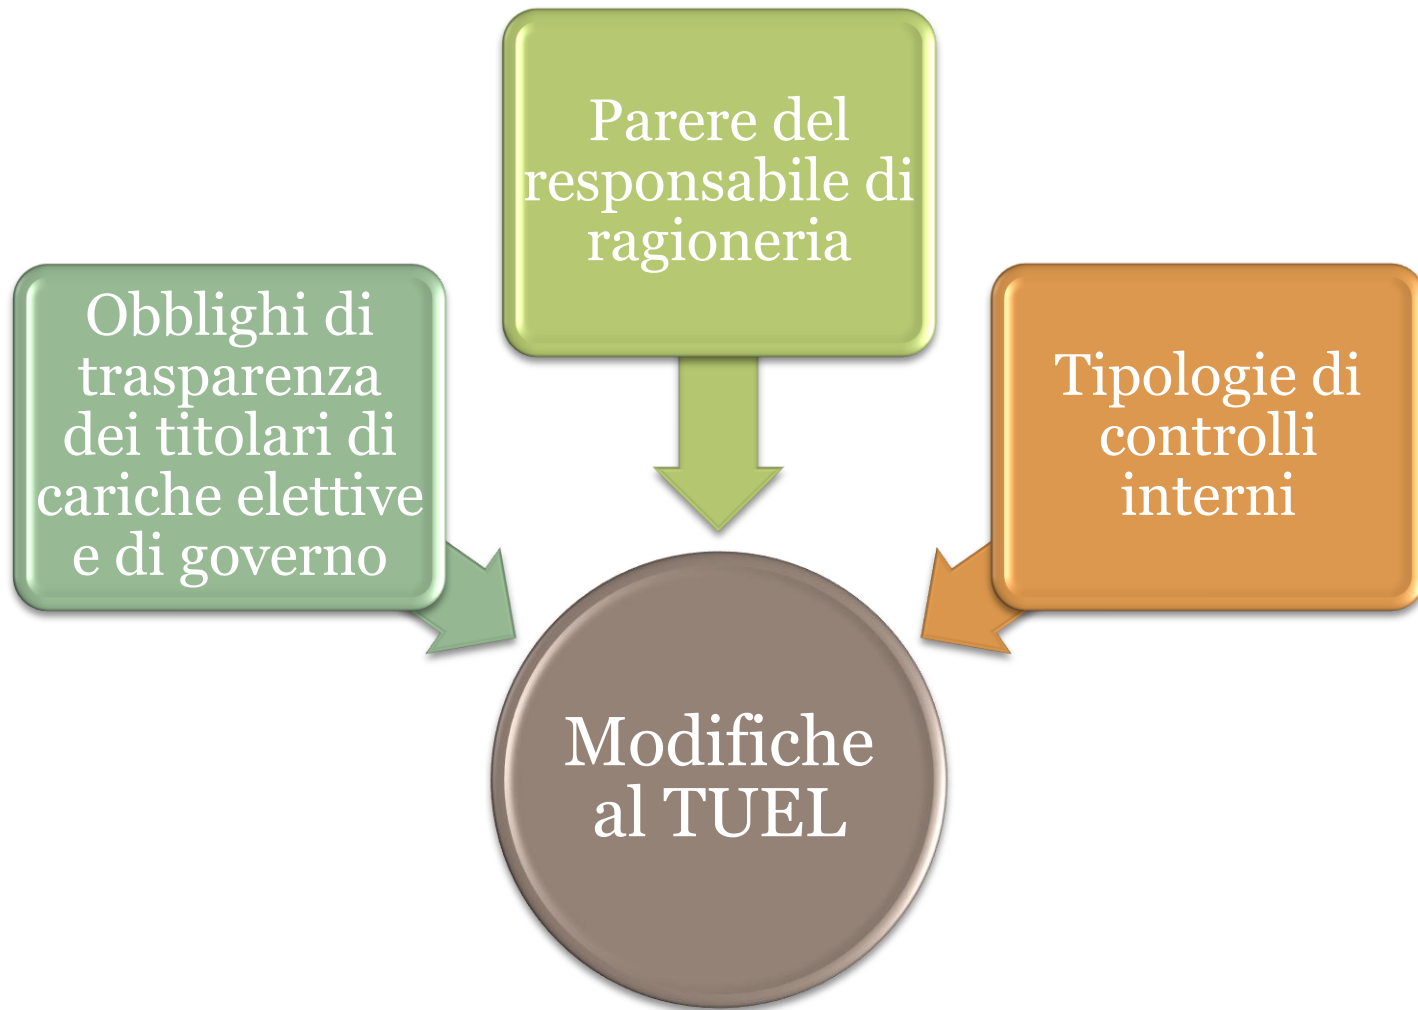 Parere del
responsabile di
ragioneria
Obblighi di
trasparenza
dei titolari di
cariche elettive
e di governo
Tipologie di
controlli
interni
Modifiche
al TUEL